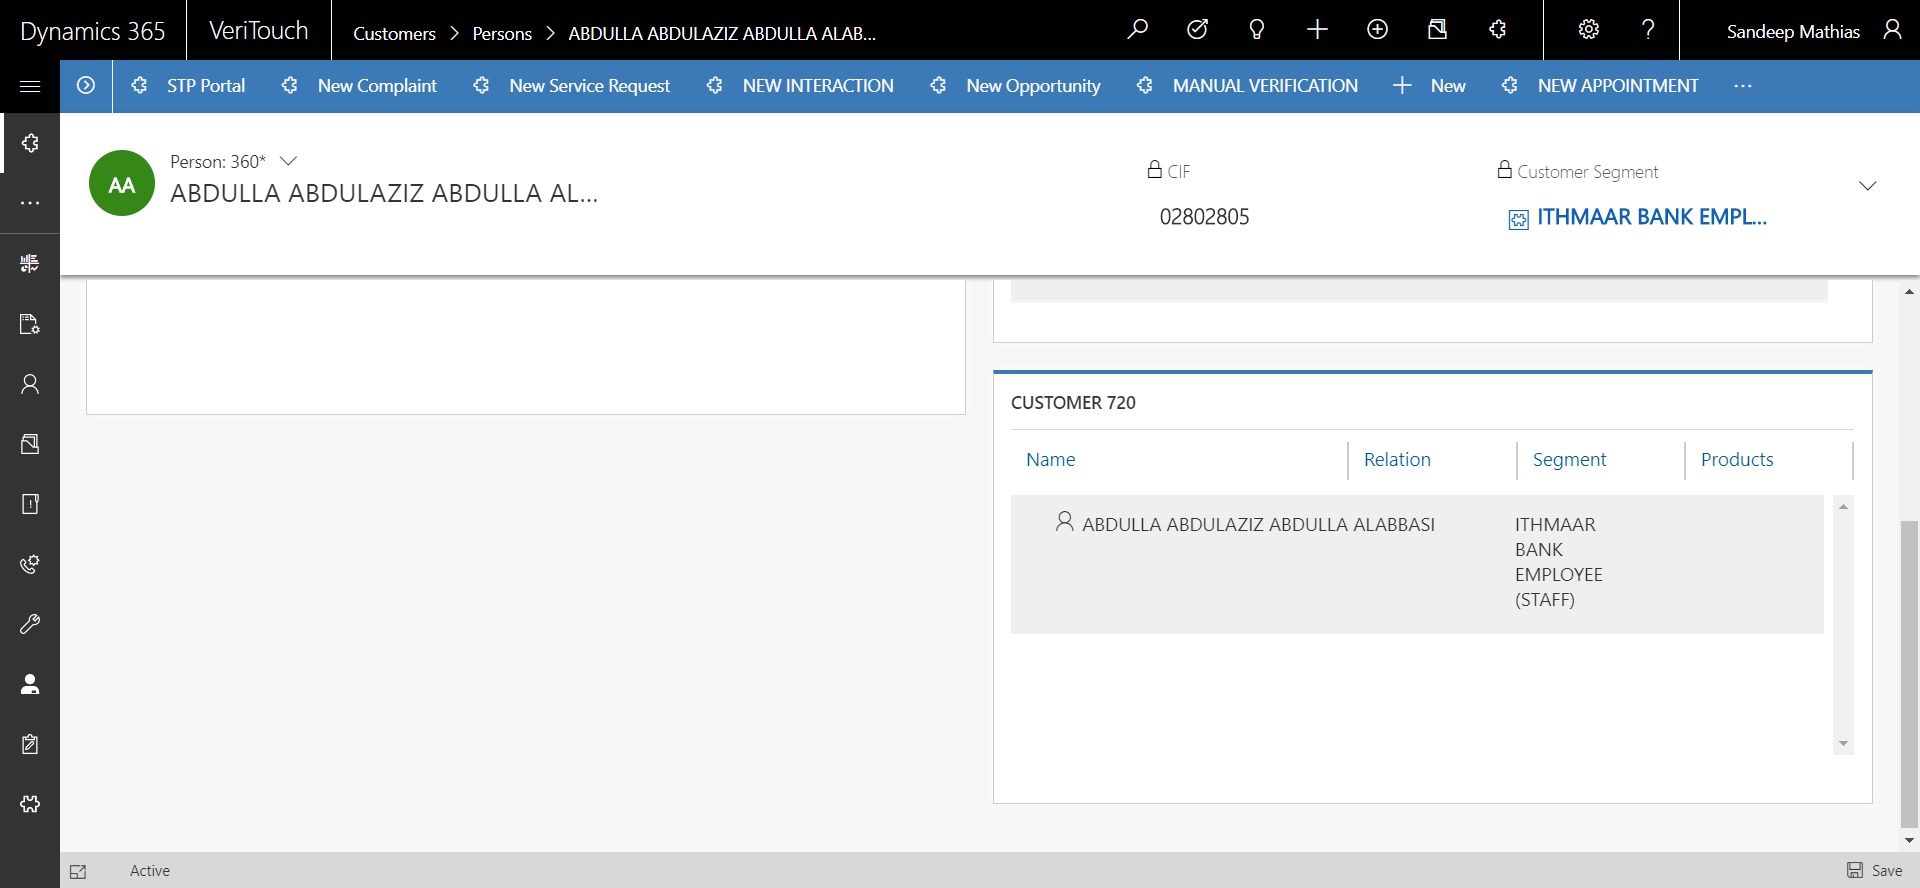 Dynamics 365
VeriTouch
Customers > Persons > ABDULLA ABDULAZIZ ABDULLA ALAB...
Sandeep Mathias
STP Portal
New Complaint
New Service Request
NEW INTERACTION
New Opportunity
MANUAL VERIFICATION
New
NEW APPOINTMENT
AA
Person: 360*
ABDULLA ABDULAZIZ ABDULLA AL...
CIF
02802805
Customer Segment
ITHMAAR BANK EMPL...
CUSTOMER 720
Name Relation Segment Products
ABDULLA ABDULAZIZ ABDULLA ALABBASI
ITHMAAR
BANK
EMPLOYEE
(STAFF)
Active
Save